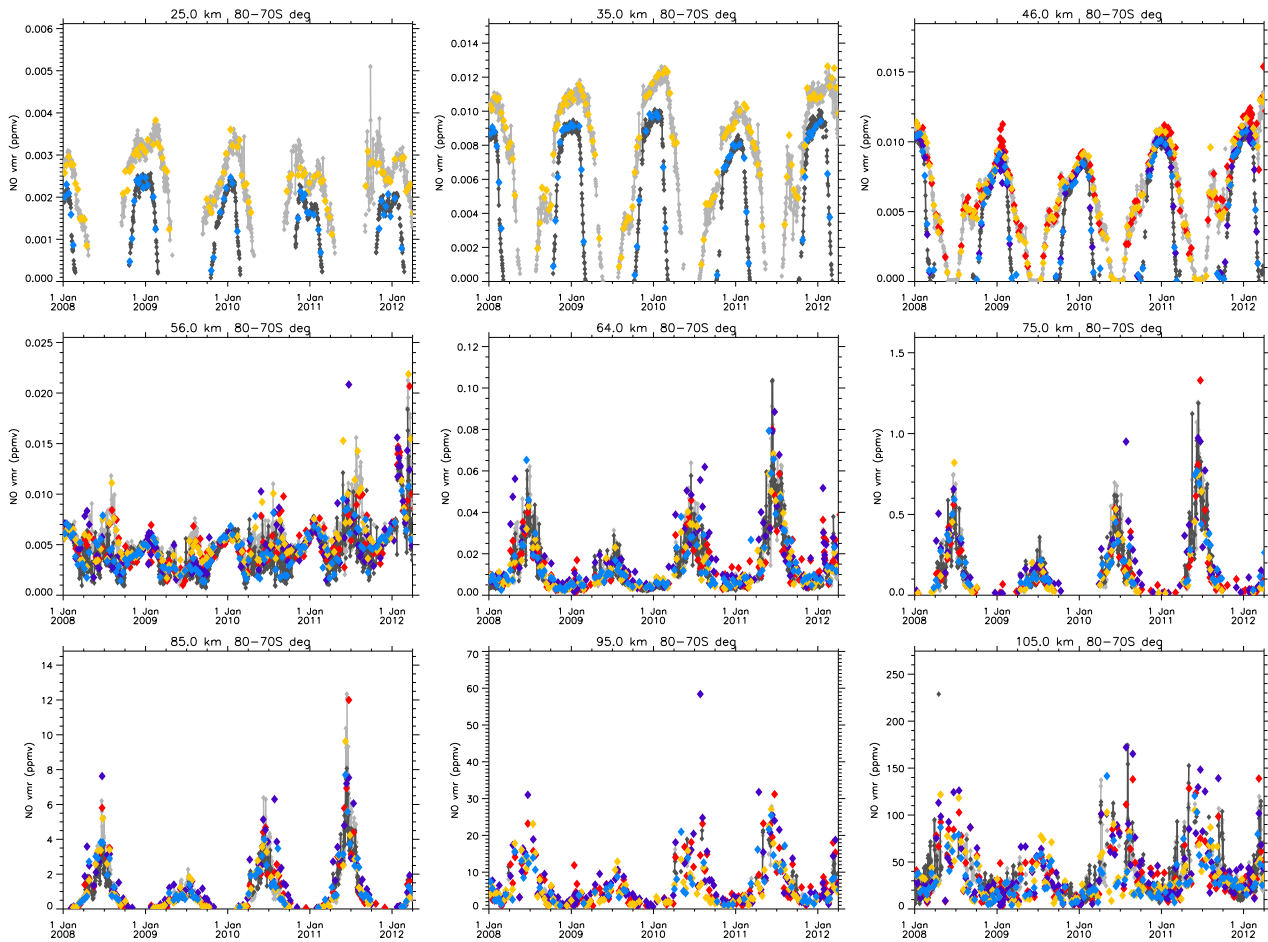 25.0 km 80-70S deg
NO vmr (ppmv)
0.006
0.005
0.004
0.003
0.002
0.001
0.000
1 Jan 2008
2009
2010
2011
1 Jan 2012
35.0 km 80-70S deg
NO vmr (ppmv)
0.014
0.012
0.010
0.008
0.006
0.004
0.002
0.000
1 Jan 2008
1 Jan 2009
1 Jan 2010
1 Jan 2011
1 Jan 2012
46.0 km 80-70S deg
NO vmr (ppmv)
0.015
0.010
0.005
0.000
1 Jan 2008
1 Jan 2009
1 Jan 2010
1 Jan 2011
1 Jan 2012
56.0 km 80-70S deg
NO vmr (ppmv)
0.025
0.020
0.015
0.010
0.005
0.000
1 Jan 2008
1 Jan 2009
1 Jan 2010
1 Jan 2011
1 Jan 2012
64.0 km 80-70S deg
NO vmr (ppmv)
0.12
0.10
0.08
0.06
0.04
0.02
0.00
1 Jan 2008
1 Jan 2009
1 Jan 2010
1 Jan 2011
1 Jan 2012
75.0 km 80-70S deg
NO vmr (ppmv)
1.5
1.0
0.5
0.0
1 Jan 2008
1 Jan 2009
1 Jan 2010
1 Jan 2011
1 Jan 2012
85.0 km 80-70S deg
NO vmr (ppmv)
14
12
10
8
6
4
2
0
1 Jan 2008
1 Jan 2009
1 Jan 2010
1 Jan 2011
1 Jan 2012
95.0 km 80-70S deg
NO vmr (ppmv)
70
60
50
40
30
20
10
0
1 Jan 2008
1 Jan 2009
1 Jan 2010
1 Jan 2011
1 Jan 2012
105.0 km 80-70S deg
NO vmr (ppmv)
250
200
150
100
50
0
1 Jan 2008
1 Jan 2009
1 Jan 2010
1 Jan 2011
1 Jan 2012